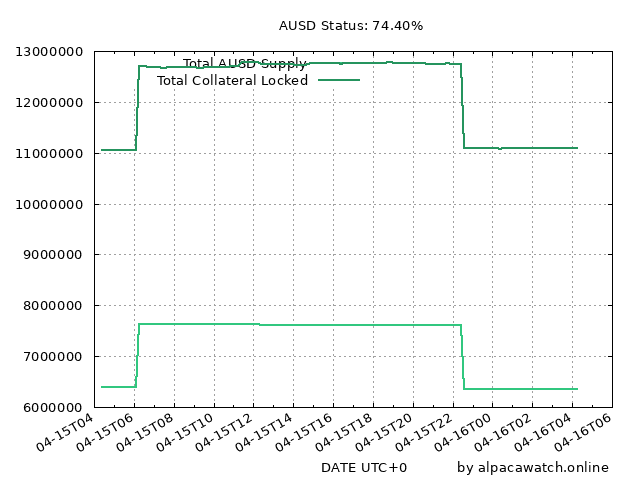 AUSD Status: 74.40%
13000000
Total AUSD Supply
Total Collateral Locked
12000000
11000000
10000000
9000000
8000000
7000000
6000000
04-15T04
04-15T06
04-15T08
04-15T10
04-15T12
04-15T14
04-15T16
04-15T18
04-15T20
04-15T22
04-16T00
04-16T02
04-16T04
04-16T06
DATE UTC+0
by alpacawatch.online